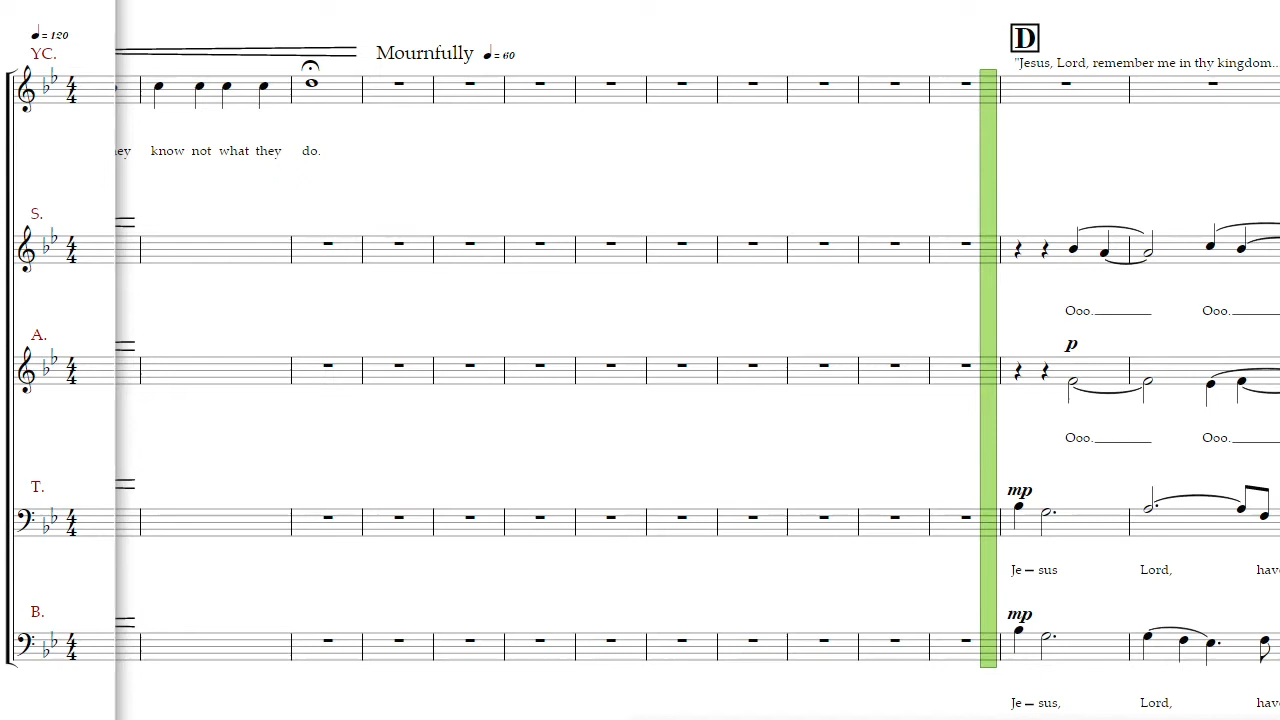 ♩= 120
YC.
Mournfully ♩= 60
D
"Jesus, Lord, remember me in thy kingdom..
know not what they do.
S.
Ooo. Ooo.
A.
p
Ooo. Ooo.
T.
mp
Je – sus Lord,
B.
mp
Je – sus, Lord,